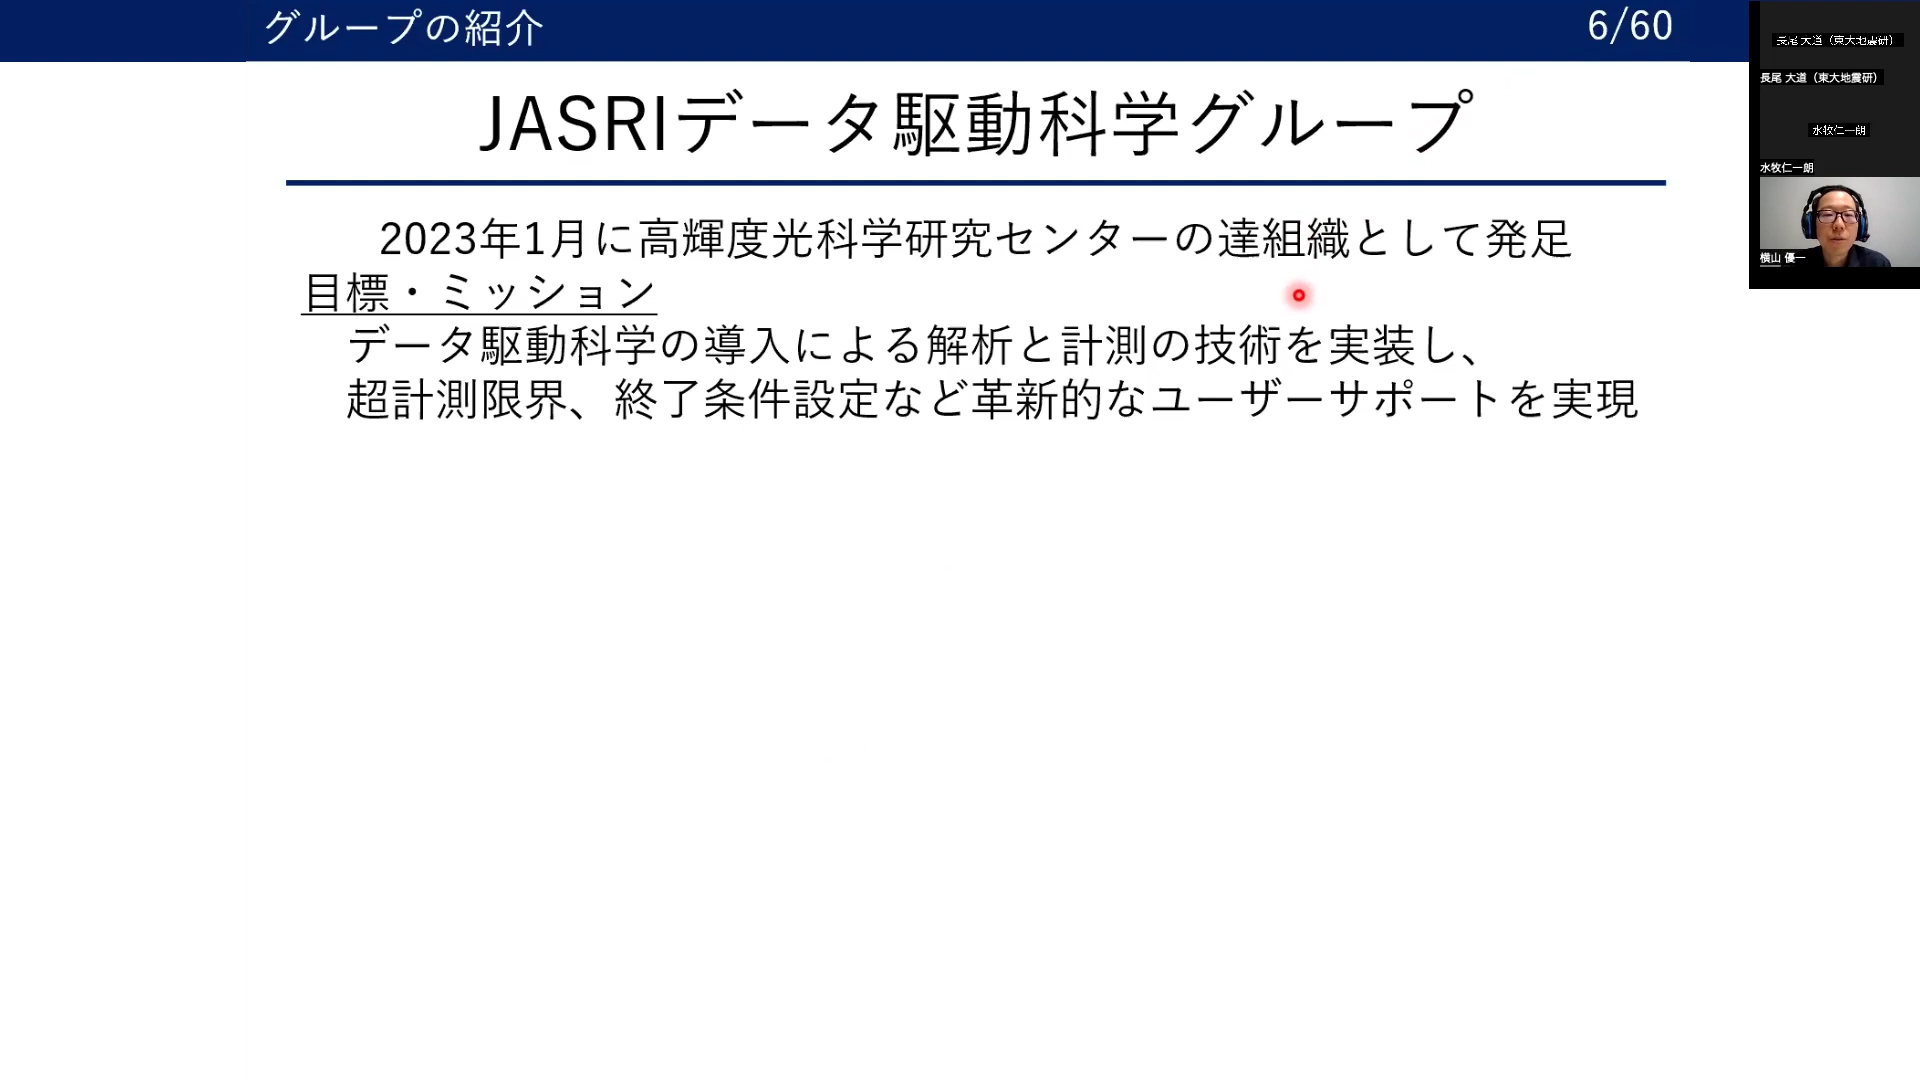 グループの紹介
6/60
JASRIデータ駆動科学グループ
2023年1月に高輝度光科学研究センターの達組織として発足
目標・ミッション
データ駆動科学の導入による解析と計測の技術を実装し、
超計測限界、終了条件設定など革新的なユーザーサポートを実現
長尾 大道（東大地震研）
長尾 大道（東大地震研）
水牧仁一朗
水牧仁一朗
横山 優一